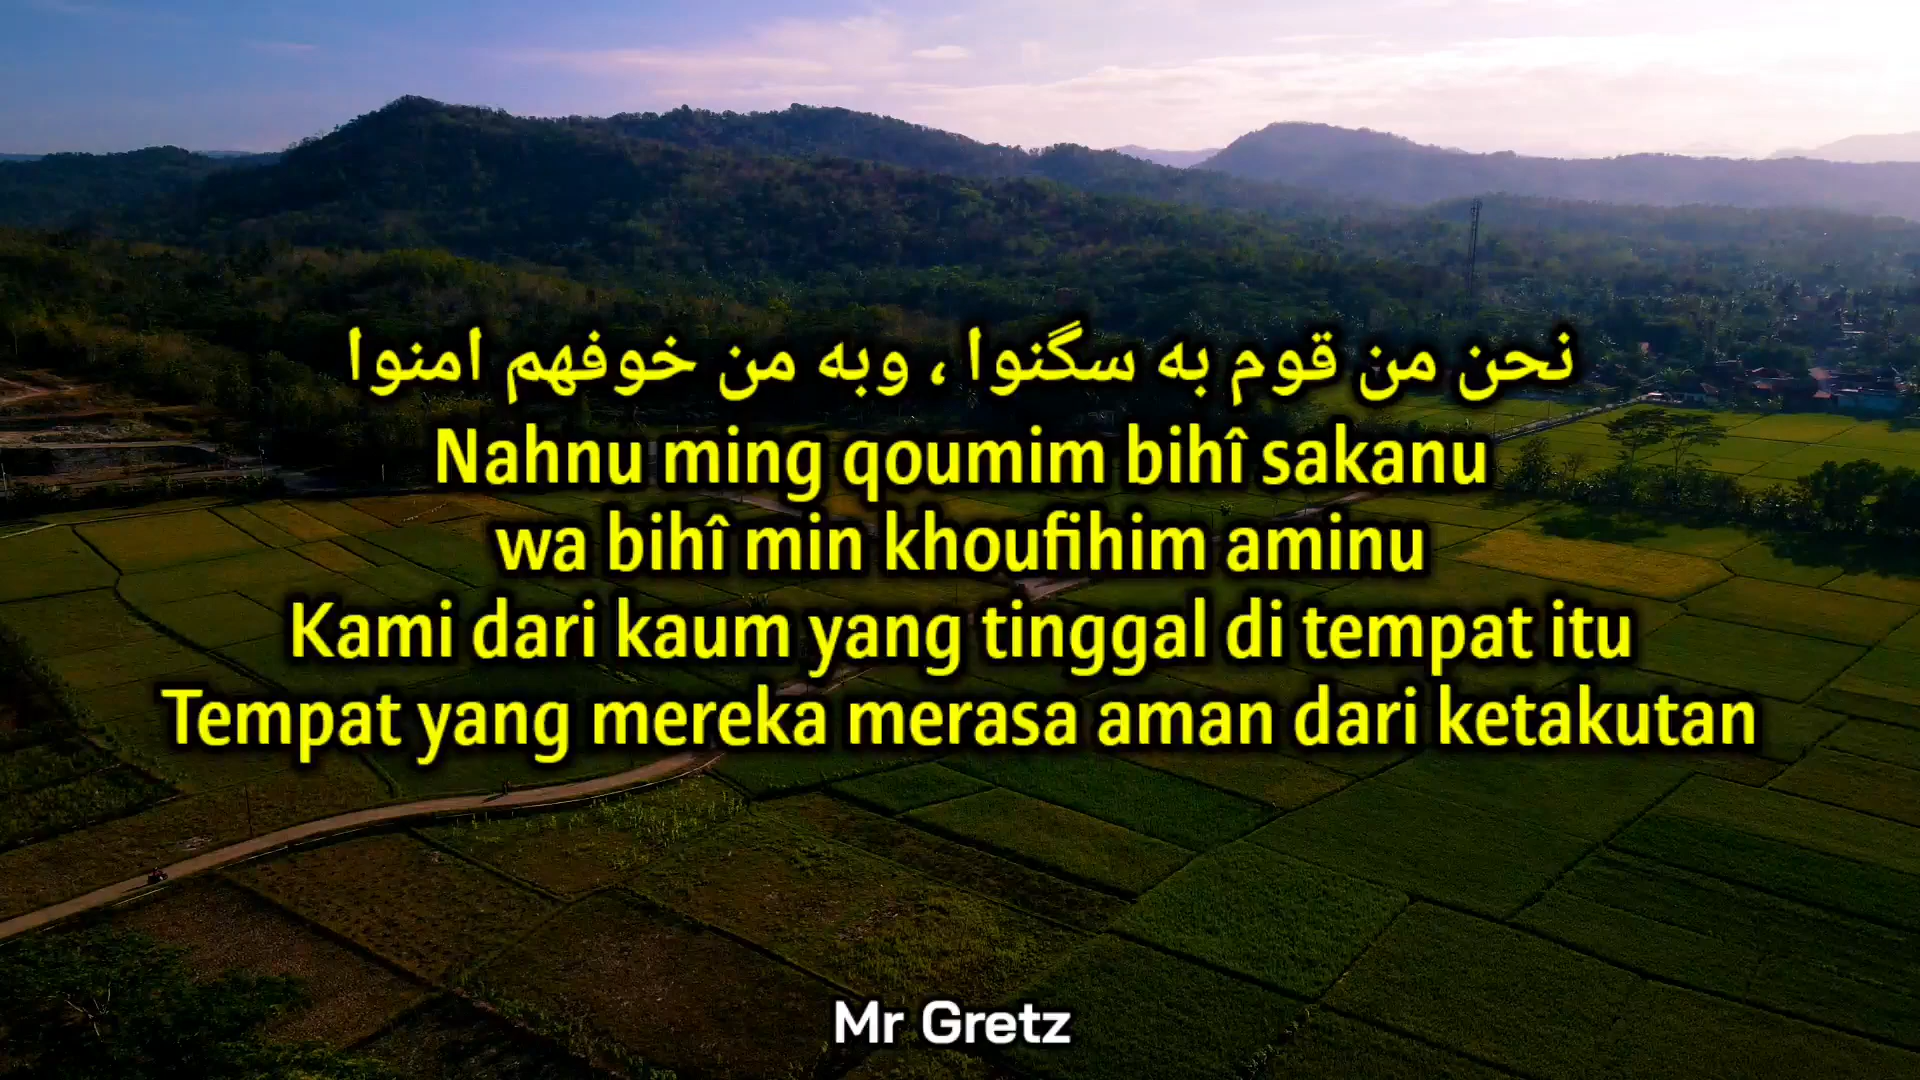 نحن من قوم به سگنوا ، وبه من خوفهم امنوا
Nahnu ming qoumim bihî sakanu
wa bihî min khoufihim aminu
Kami dari kaum yang tinggal di tempat itu
Tempat yang mereka merasa aman dari ketakutan
Mr Gretz